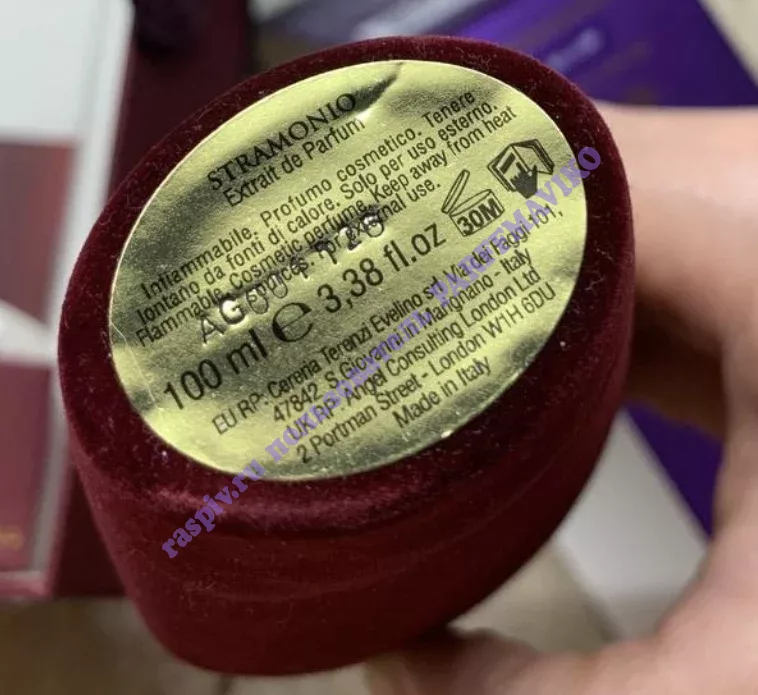 STRAMONIO
Extrait de Parfum
Infiammabile. Profumo cosmetico. Tenere
lontano da fonti di calore. Solo per uso esterno.
Flammable. Cosmetic perfume. Keep away from heat
For external use.
30M
100 ml e 3,38 fl.oz
EU RP- Cereria Terenzi Evelino srl Via dei Faggi 101,
47842, S.Giovanni in Marignano - Italy
UK RP- Angel Consulting London Ltd
2 Portman Street - London W1H 6DU
Made in Italy
raspiv.ru